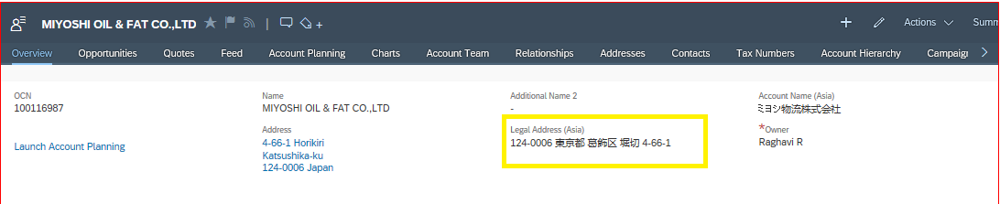 MIYOSHI OIL & FAT CO.,LTD
Actions
Summ
Overview Opportunities Quotes Feed Account Planning Charts Account Team Relationships Addresses Contacts Tax Numbers Account Hierarchy Campaign
OCN
100116987
Launch Account Planning
Name
MIYOSHI OIL & FAT CO.,LTD
Address
4-66-1 Horikiri
Katsushika-ku
124-0006 Japan
Additional Name 2
-
Legal Address (Asia)
124-0006 東京都 葛飾区 堀切 4-66-1
Account Name (Asia)
ミヨシ物流株式会社
*Owner
Raghavi R